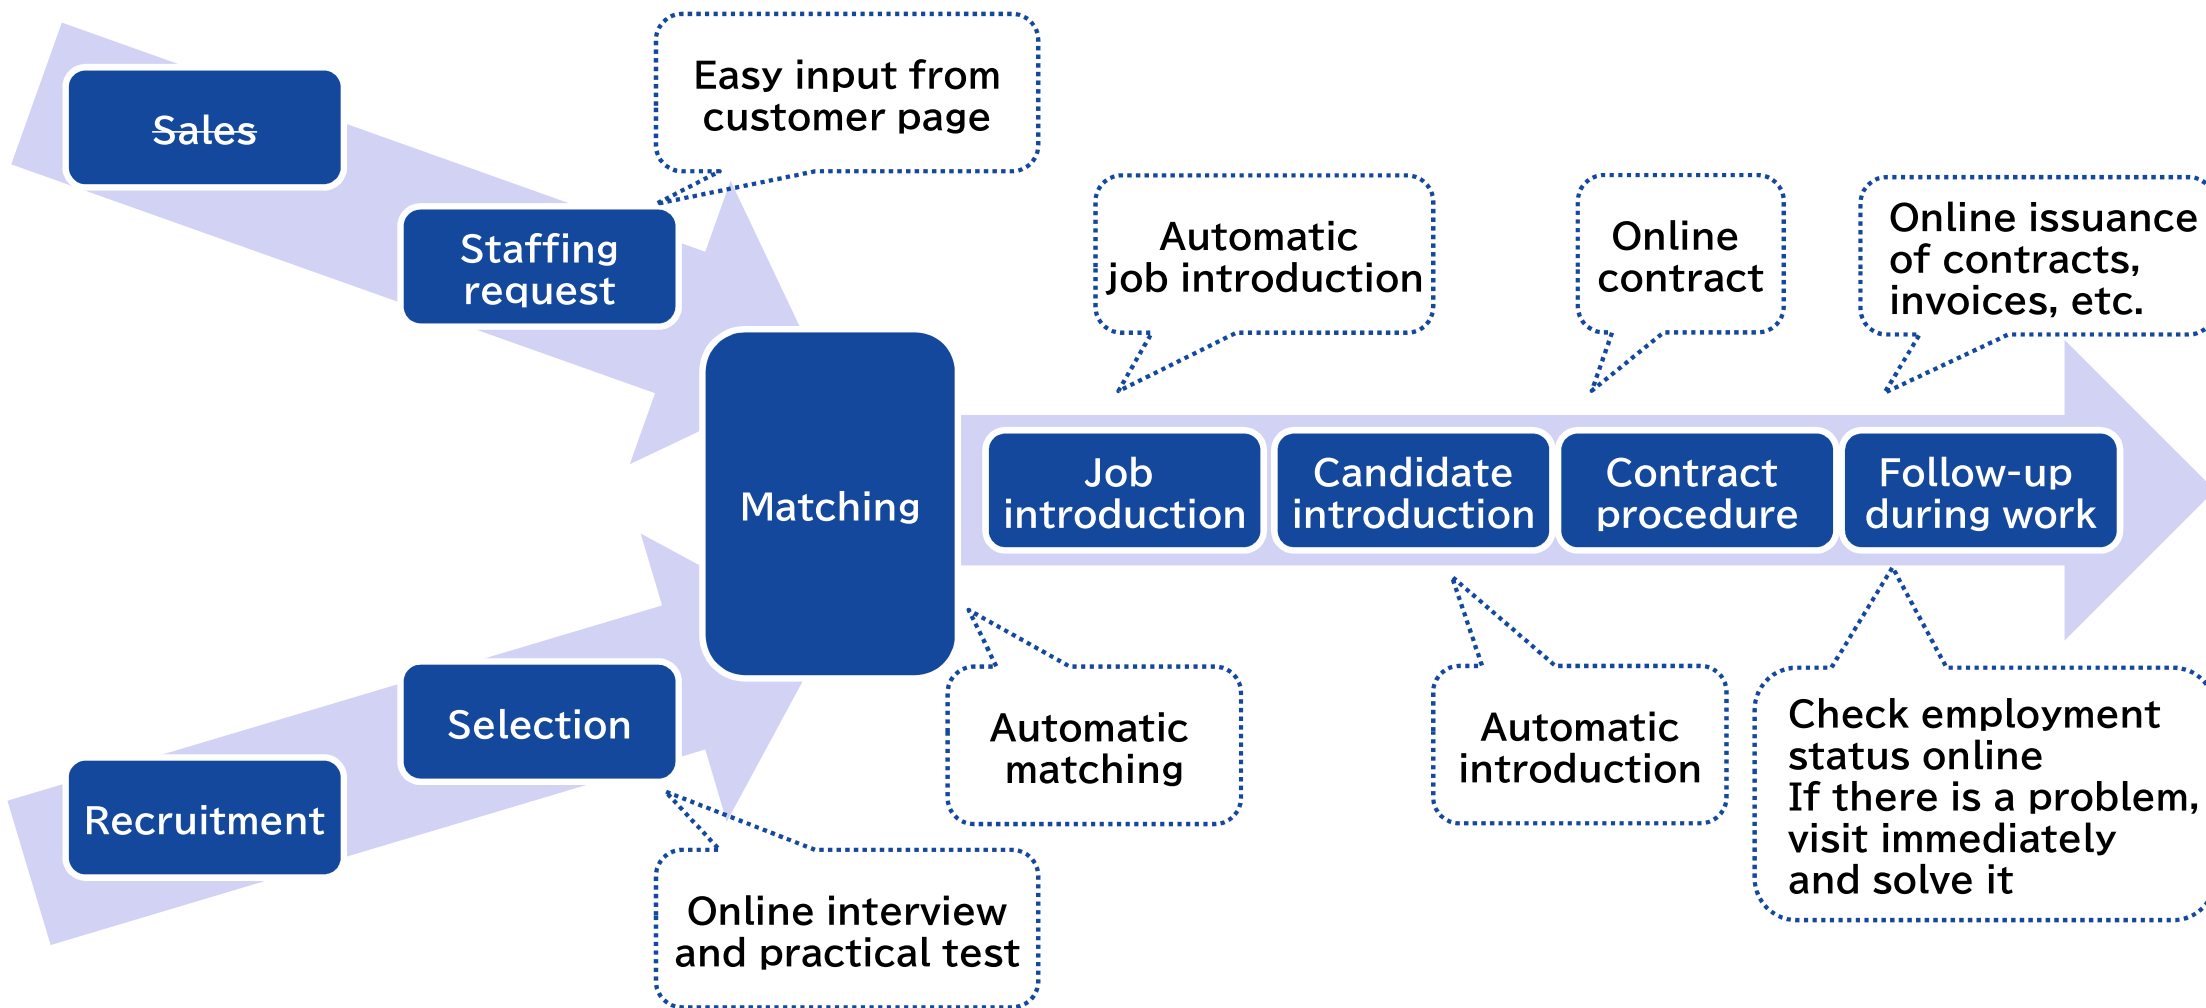 Sales
Easy input from
customer page
Staffing
request
Automatic
job introduction
Online
contract
Online issuance
of contracts,
invoices, etc.
Matching
Job
introduction
Candidate
introduction
Contract
procedure
Follow-up
during work
Recruitment
Selection
Online interview
and practical test
Automatic
matching
Automatic
introduction
Check employment
status online
If there is a problem,
visit immediately
and solve it